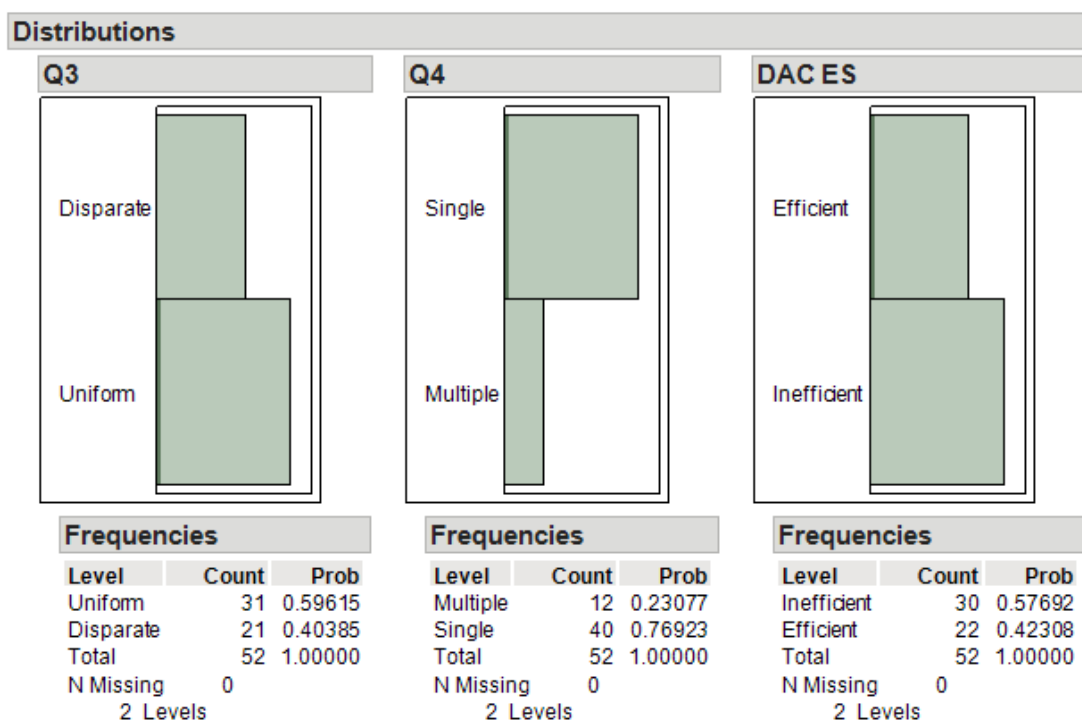 Distributions
Q3
Disparate
Uniform
Frequencies
Level Count Prob
Uniform 31 0.59615
Disparate 21 0.40385
Total 52 1.00000
N Missing 0
2 Levels
Q4
Single
Multiple
Frequencies
Level Count Prob
Multiple 12 0.23077
Single 40 0.76923
Total 52 1.00000
N Missing 0
2 Levels
DAC ES
Efficient
Inefficient
Frequencies
Level Count Prob
Inefficient 30 0.57692
Efficient 22 0.42308
Total 52 1.00000
N Missing 0
2 Levels